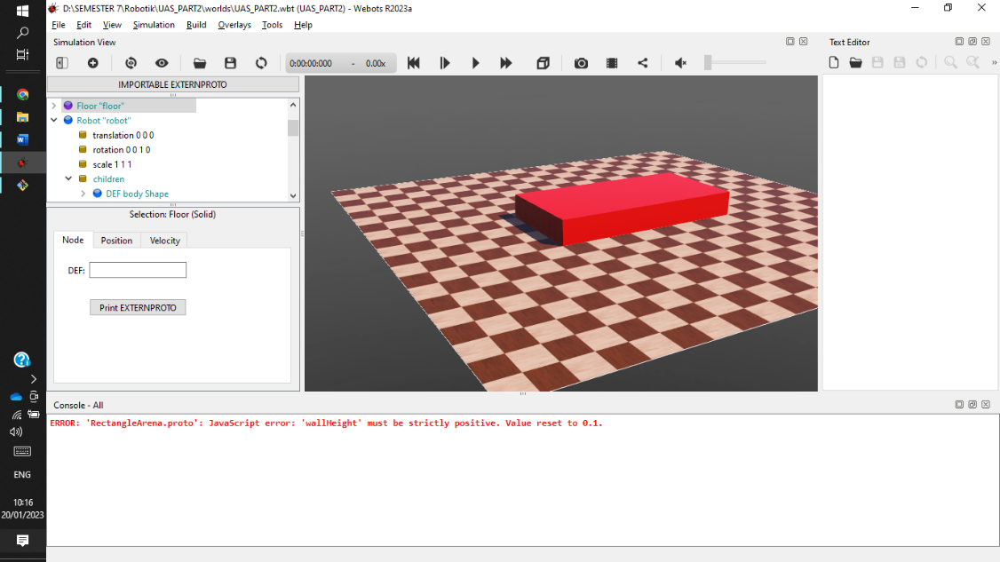 D:\SEMESTER 7\Robotik\UAS_PART2\worlds\UAS_PART2.wbt (UAS_PART2) - Webots R2023a
File Edit View Simulation Build Overlays Tools Help
Simulation View
Text Editor
0:00:00:000 - 0.00x
IMPORTABLE EXTERNPROTO
Floor "floor"
Robot "robot"
translation 0 0 0
rotation 0 0 1 0
scale 1 1 1
children
DEF body Shape
Selection: Floor (Solid)
Node Position Velocity
DEF:
Print EXTERNPROTO
Console - All
ERROR: 'RectangleArena.proto': JavaScript error: 'wallHeight' must be strictly positive. Value reset to 0.1.
ENG
10:16
20/01/2023